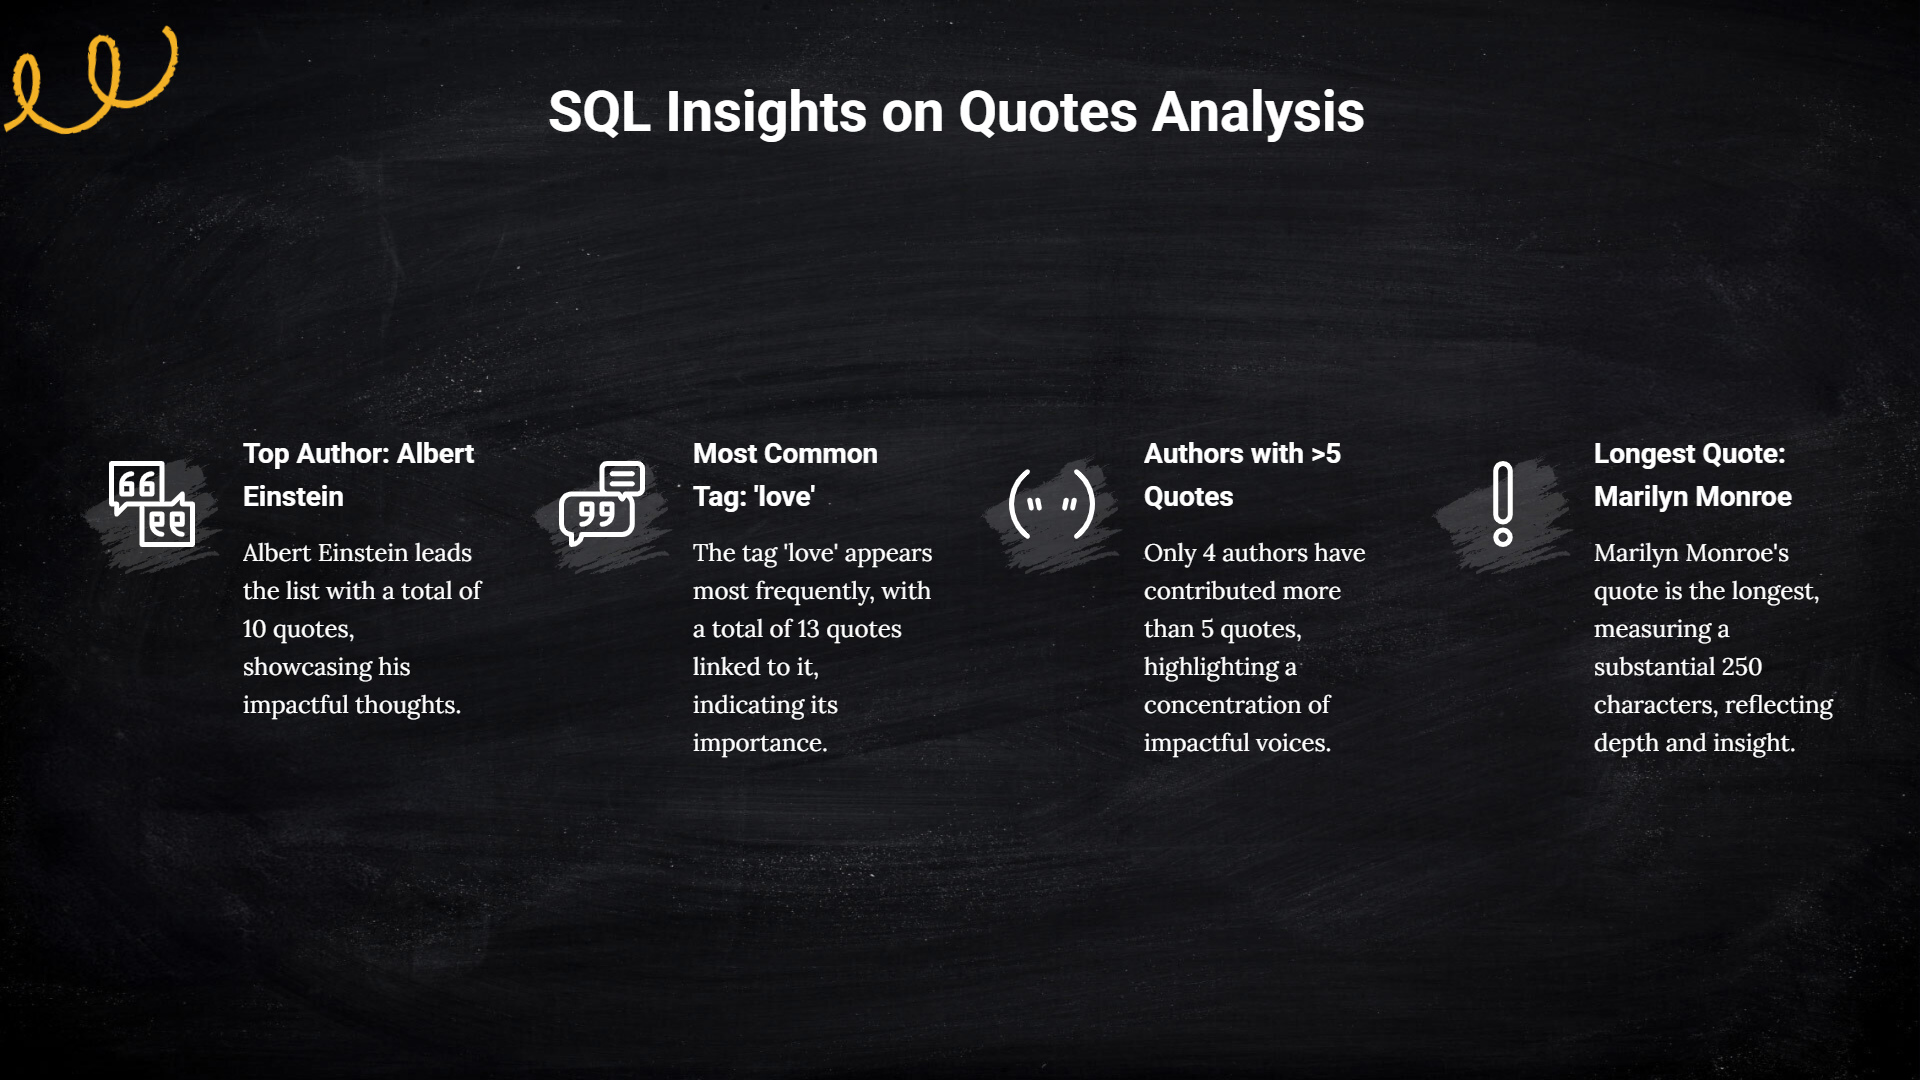 SQL Insights on Quotes Analysis
Top Author: Albert
Einstein
Albert Einstein leads
the list with a total of
10 quotes,
showcasing his
impactful thoughts.
Most Common
Tag: 'love'
The tag 'love' appears
most frequently, with
a total of 13 quotes
linked to it,
indicating its
importance.
Authors with >5
Quotes
Only 4 authors have
contributed more
than 5 quotes,
highlighting a
concentration of
impactful voices.
Longest Quote:
Marilyn Monroe
Marilyn Monroe's
quote is the longest,
measuring a
substantial 250
characters, reflecting
depth and insight.